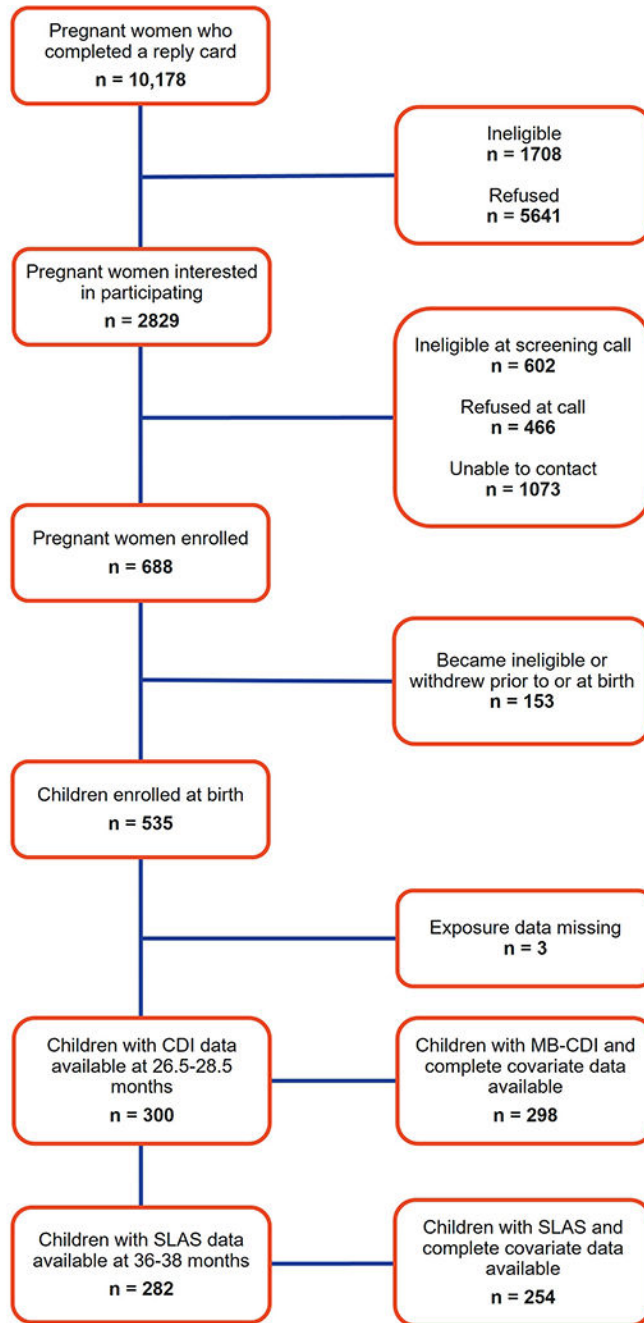 Pregnant women who
completed a reply card
n = 10,178
Ineligible
n = 1708
Refused
n = 5641
Pregnant women interested
in participating
n = 2829
Ineligible at screening call
n = 602
Refused at call
n = 466
Unable to contact
n = 1073
Pregnant women enrolled
n = 688
Became ineligible or
withdrew prior to or at birth
n = 153
Children enrolled at birth
n = 535
Exposure data missing
n = 3
Children with CDI data
available at 26.5-28.5
months
n = 300
Children with MB-CDI and
complete covariate data
available
n = 298
Children with SLAS data
available at 36-38 months
n = 282
Children with SLAS and
complete covariate data
available
n = 254